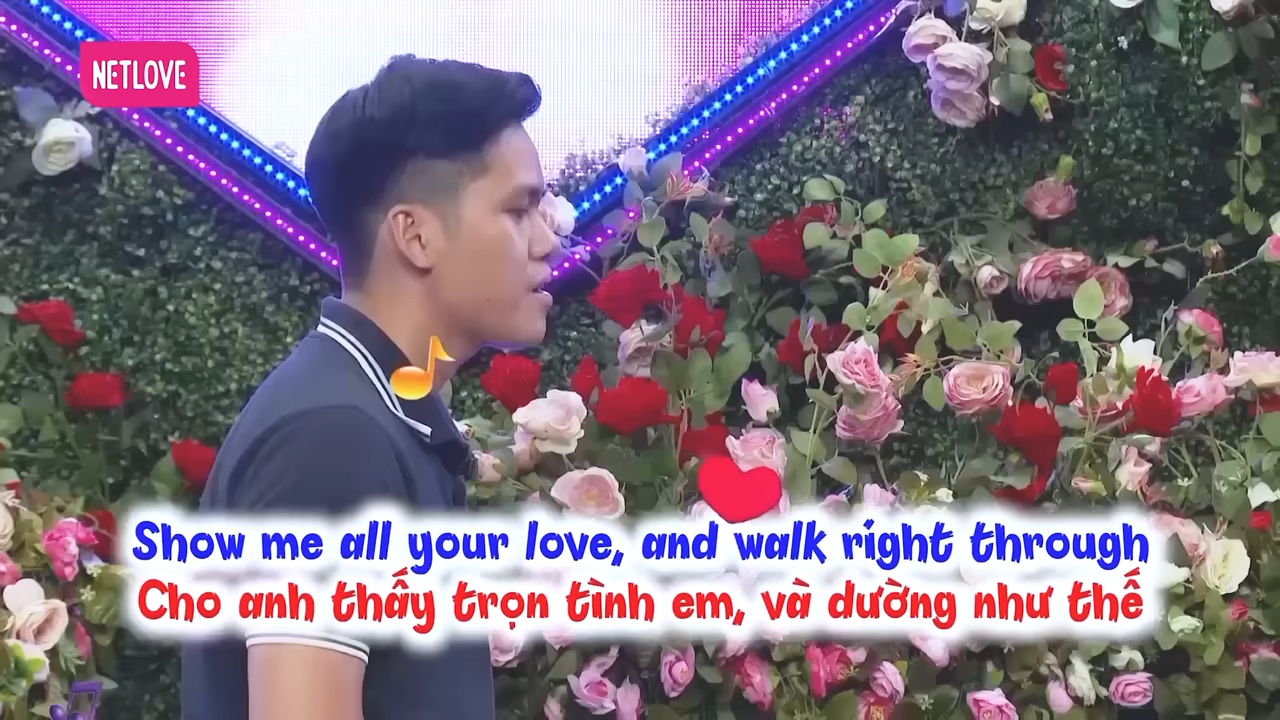 NETLOVE
Show me all your love, and walk right through
Cho anh thấy trọn tình em, và dường như thế